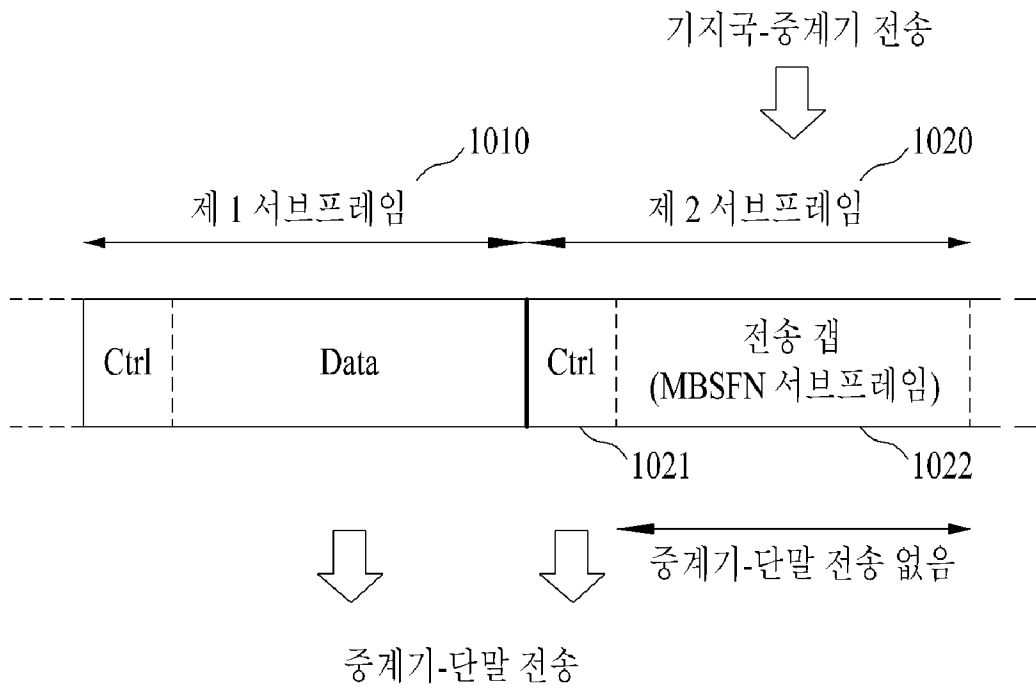 기지국-중계기 전송
1010
1020
제 1 서브프레임
제 2 서브프레임
Ctrl
Data
Ctrl
전송 갭
(MBSFN 서브프레임)
1021
1022
중계기-단말 전송 없음
중계기-단말 전송